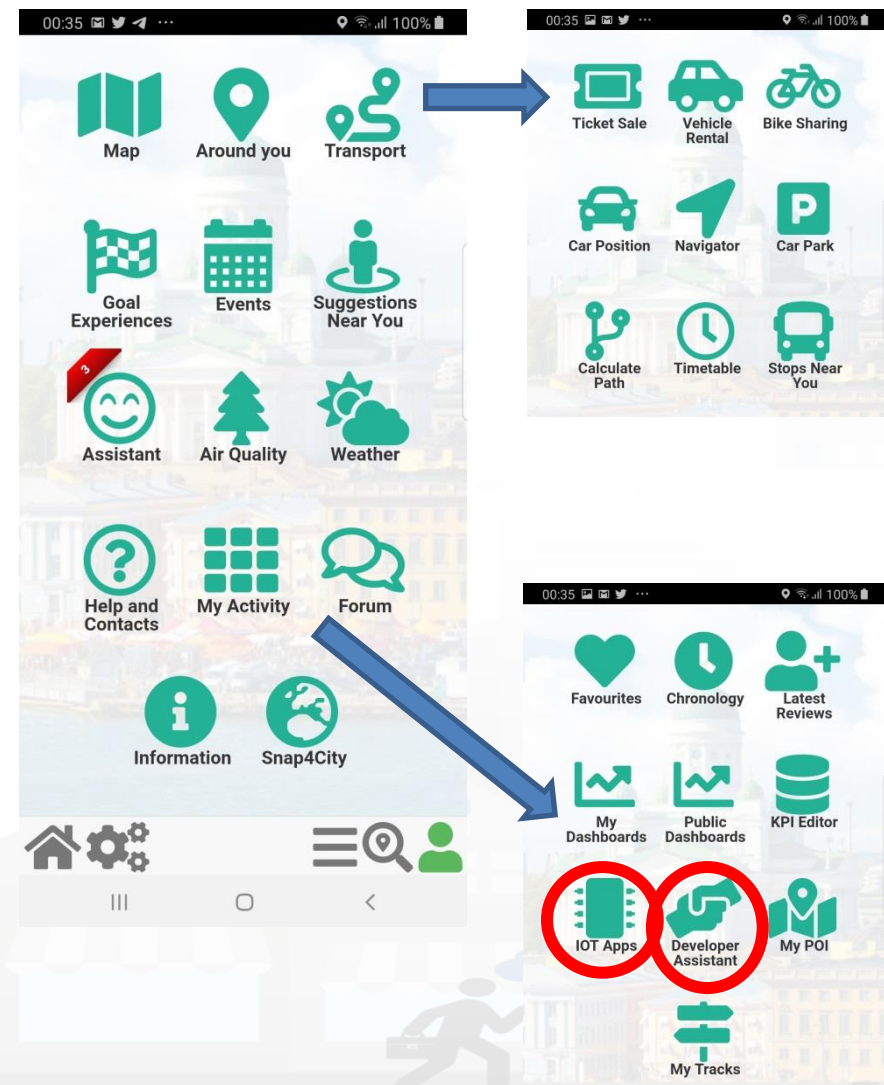 00:35 ··· 100%
Map Around you Transport
Goal Experiences
Events
Suggestions Near You
3
Assistant Air Quality Weather
Help and Contacts
My Activity
Forum
Information Snap4City
00:35 ··· 100%
Ticket Sale
Vehicle Rental
Bike Sharing
Car Position Navigator Car Park
P
Calculate Path
Timetable
Stops Near You
00:35 ··· 100%
Favourites
Chronology
Latest Reviews
My Dashboards
Public Dashboards
KPI Editor
IOT Apps
Developer Assistant
My POI
My Tracks